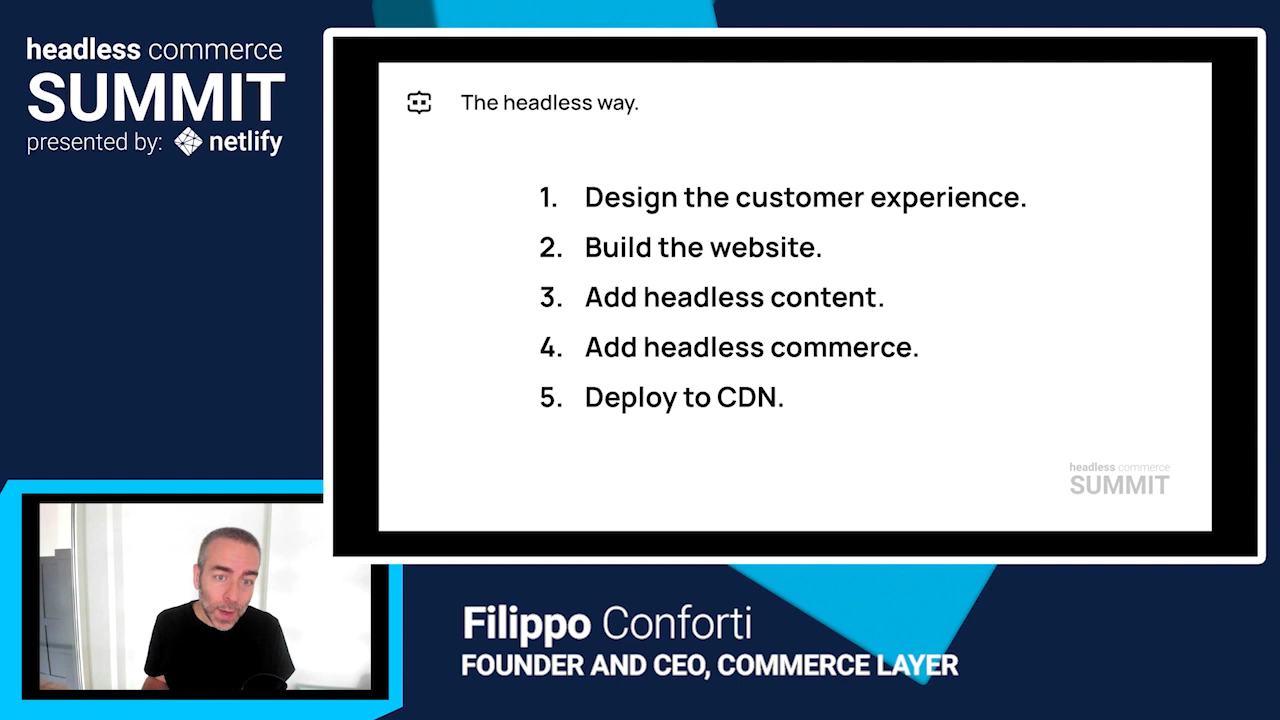 headless commerce
SUMMIT
presented by: netlify
The headless way.
1. Design the customer experience.
2. Build the website.
3. Add headless content.
4. Add headless commerce.
5. Deploy to CDN.
headless commerce
SUMMIT
Filippo Conforti
FOUNDER AND CEO, COMMERCE LAYER